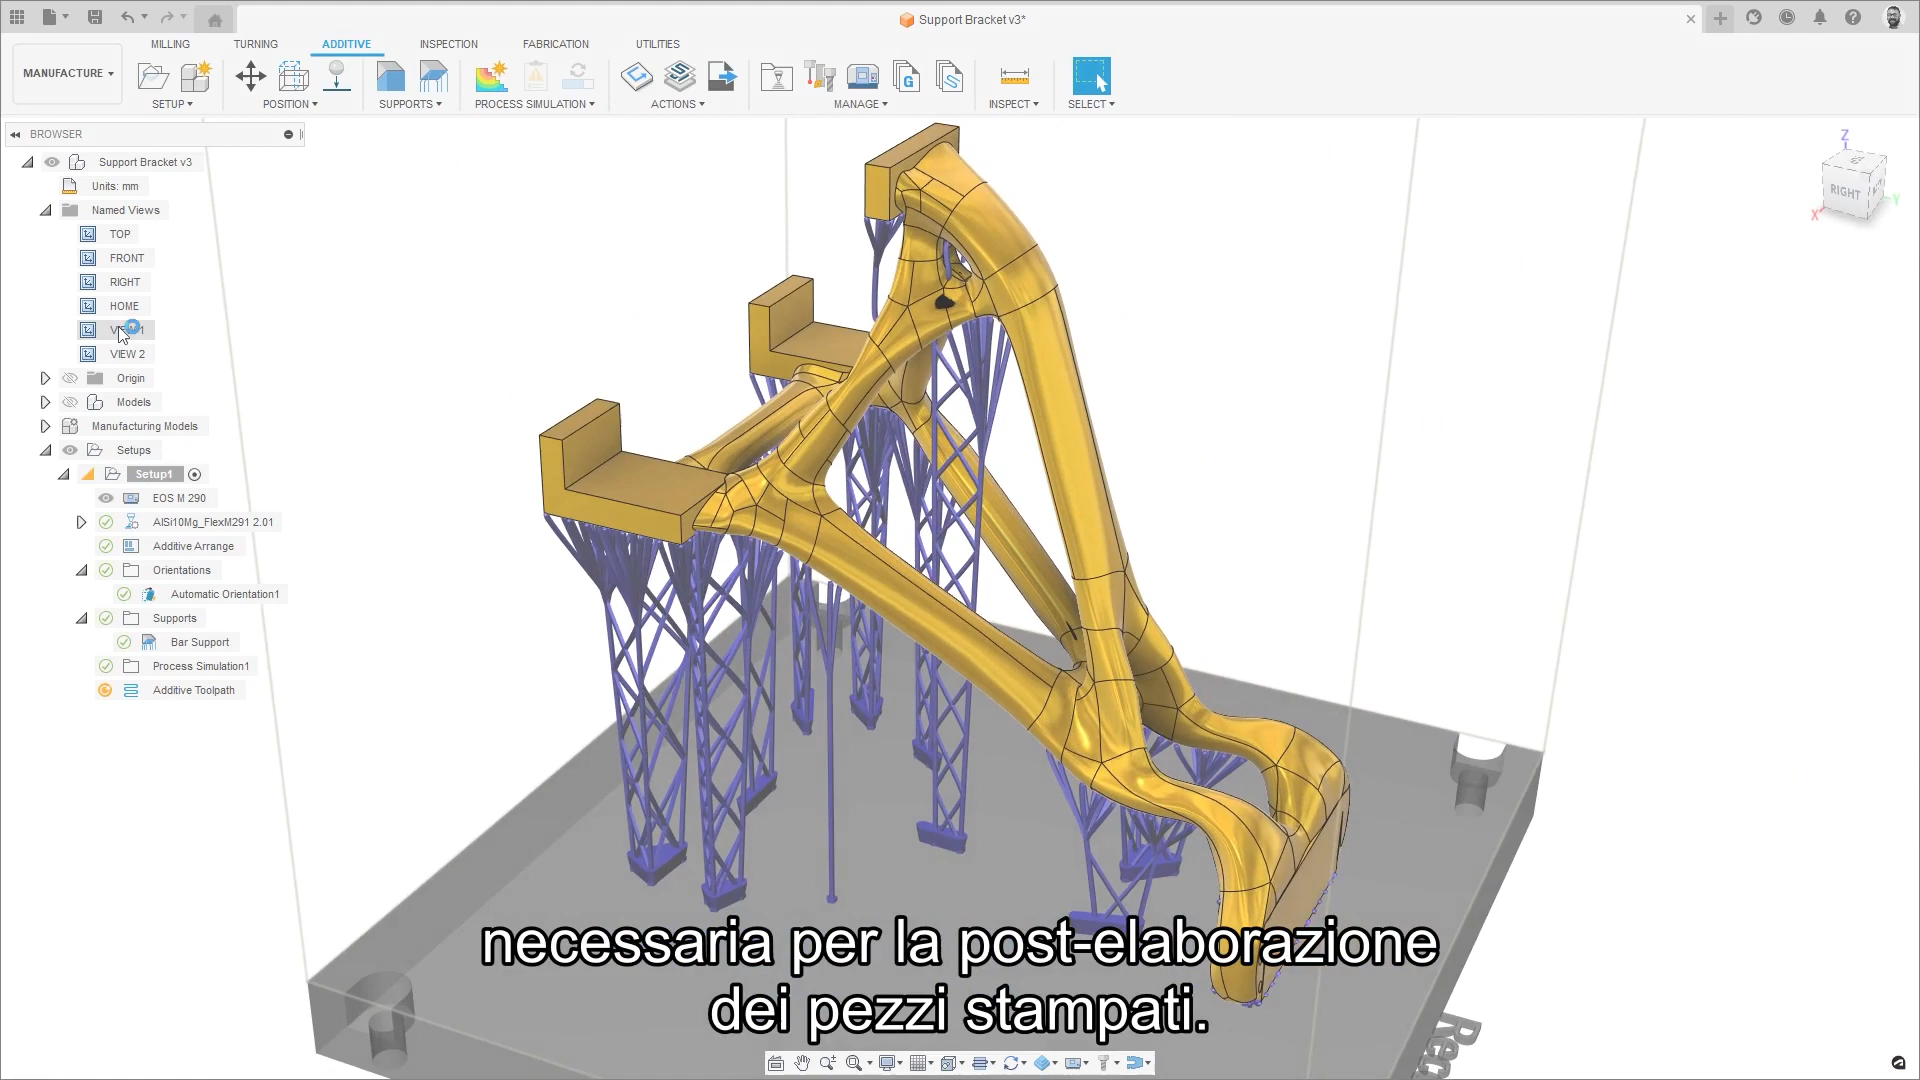 Support Bracket v3*
MILLING TURNING ADDITIVE INSPECTION FABRICATION UTILITIES
MANUFACTURE
SETUP POSITION SUPPORTS PROCESS SIMULATION ACTIONS MANAGE INSPECT SELECT
BROWSER
Support Bracket v3
Units: mm
Named Views
TOP
FRONT
RIGHT
HOME
VIEW 2
Origin
Models
Manufacturing Models
Setups
Setup1
EOS M 290
AlSi10Mg_FlexM291 2.01
Additive Arrange
Orientations
Automatic Orientation1
Supports
Bar Support
Process Simulation1
Additive Toolpath
Z
RIGHT
X
Y
necessaria per la post-elaborazione
dei pezzi stampati.